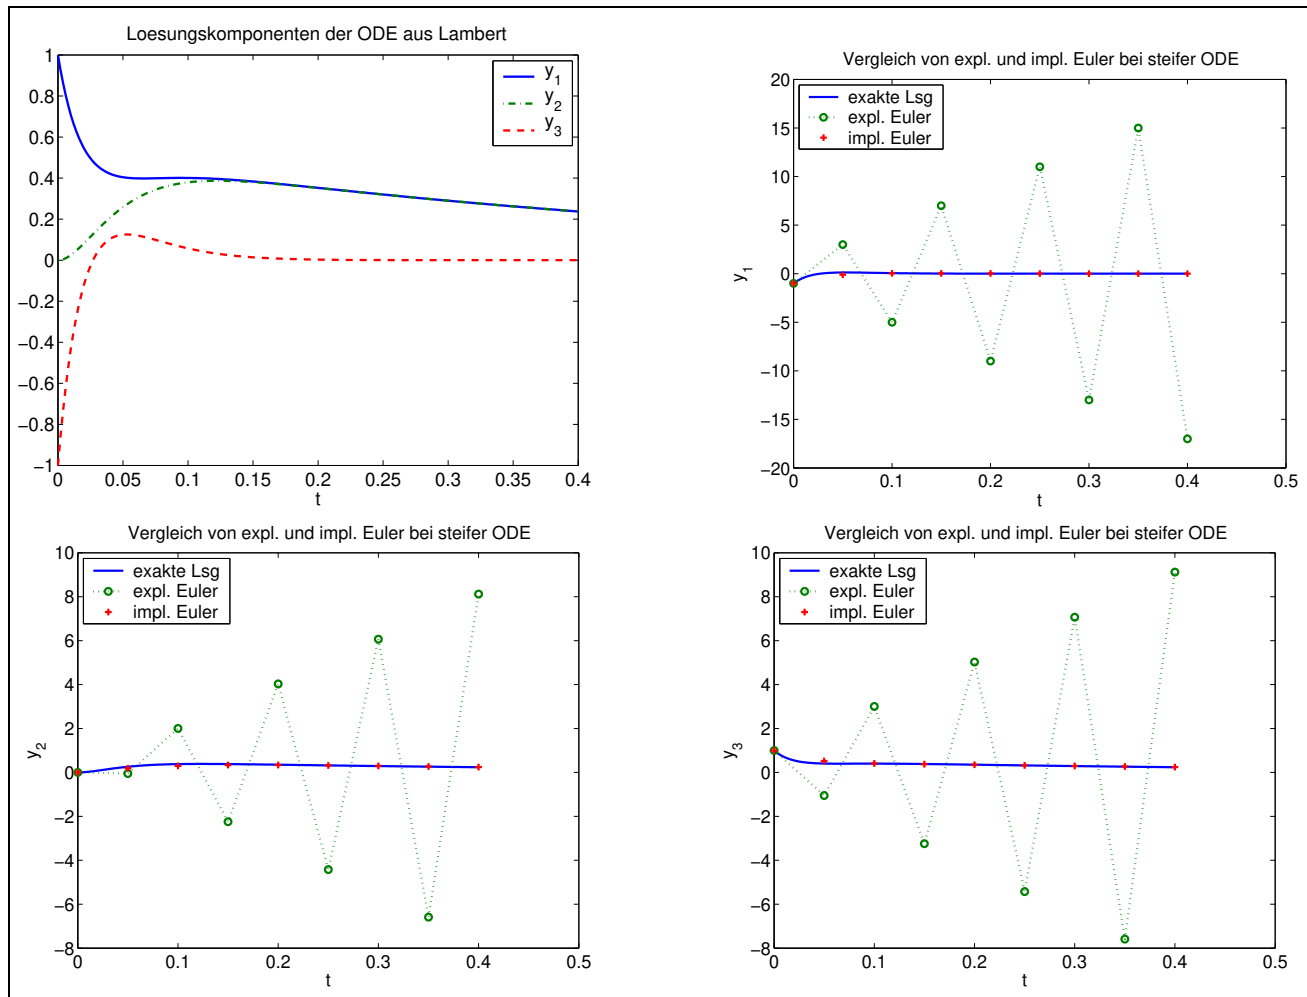 Loesungskomponenten der ODE aus Lambert
1
0.8
0.6
0.4
0.2
0
−0.2
−0.4
−0.6
−0.8
−1
y1
y2
y3
0 0.05 0.1 0.15 0.2 0.25 0.3 0.35 0.4
t
Vergleich von expl. und impl. Euler bei steifer ODE
20
15
10
5
0
−5
−10
−15
−20
y1
exakte Lsg
expl. Euler
impl. Euler
0 0.1 0.2 0.3 0.4 0.5
t
Vergleich von expl. und impl. Euler bei steifer ODE
10
8
6
4
2
0
−2
−4
−6
−8
y2
exakte Lsg
expl. Euler
impl. Euler
0 0.1 0.2 0.3 0.4 0.5
t
Vergleich von expl. und impl. Euler bei steifer ODE
10
8
6
4
2
0
−2
−4
−6
−8
y3
exakte Lsg
expl. Euler
impl. Euler
0 0.1 0.2 0.3 0.4 0.5
t